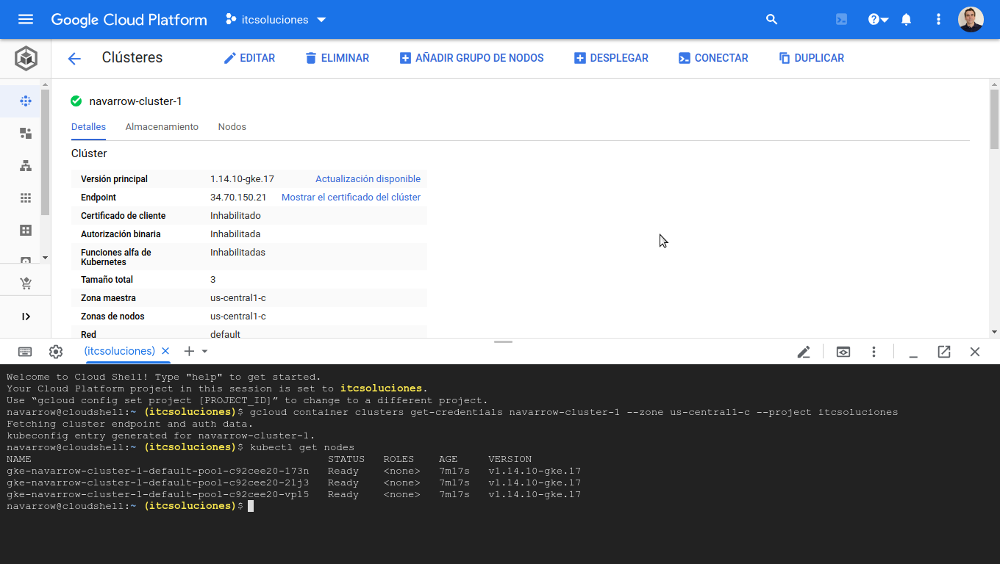 Google Cloud Platform itcsoluciones
Clústeres EDITAR ELIMINAR AÑADIR GRUPO DE NODOS DESPLEGAR CONECTAR DUPLICAR
navarrow-cluster-1
Detalles Almacenamiento Nodos
Clúster
Versión principal 1.14.10-gke.17 Actualización disponible
Endpoint 34.70.150.21 Mostrar el certificado del clúster
Certificado de cliente Inhabilitado
Autorización binaria Inhabilitada
Funciones alfa de Inhabilitadas
Kubernetes
Tamaño total 3
Zona maestra us-central1-c
Zonas de nodos us-central1-c
Red default
(itcsoluciones)
Welcome to Cloud Shell! Type "help" to get started.
Your Cloud Platform project in this session is set to itcsoluciones.
Use “gcloud config set project [PROJECT_ID]” to change to a different project.
navarrow@cloudshell:~ (itcsoluciones)$ gcloud container clusters get-credentials navarrow-cluster-1 --zone us-central1-c --project itcsoluciones
Fetching cluster endpoint and auth data.
kubeconfig entry generated for navarrow-cluster-1.
navarrow@cloudshell:~ (itcsoluciones)$ kubectl get nodes
NAME STATUS ROLES AGE VERSION
gke-navarrow-cluster-1-default-pool-c92cee20-173n Ready <none> 7m17s v1.14.10-gke.17
gke-navarrow-cluster-1-default-pool-c92cee20-21j3 Ready <none> 7m17s v1.14.10-gke.17
gke-navarrow-cluster-1-default-pool-c92cee20-vp15 Ready <none> 7m17s v1.14.10-gke.17
navarrow@cloudshell:~ (itcsoluciones)$